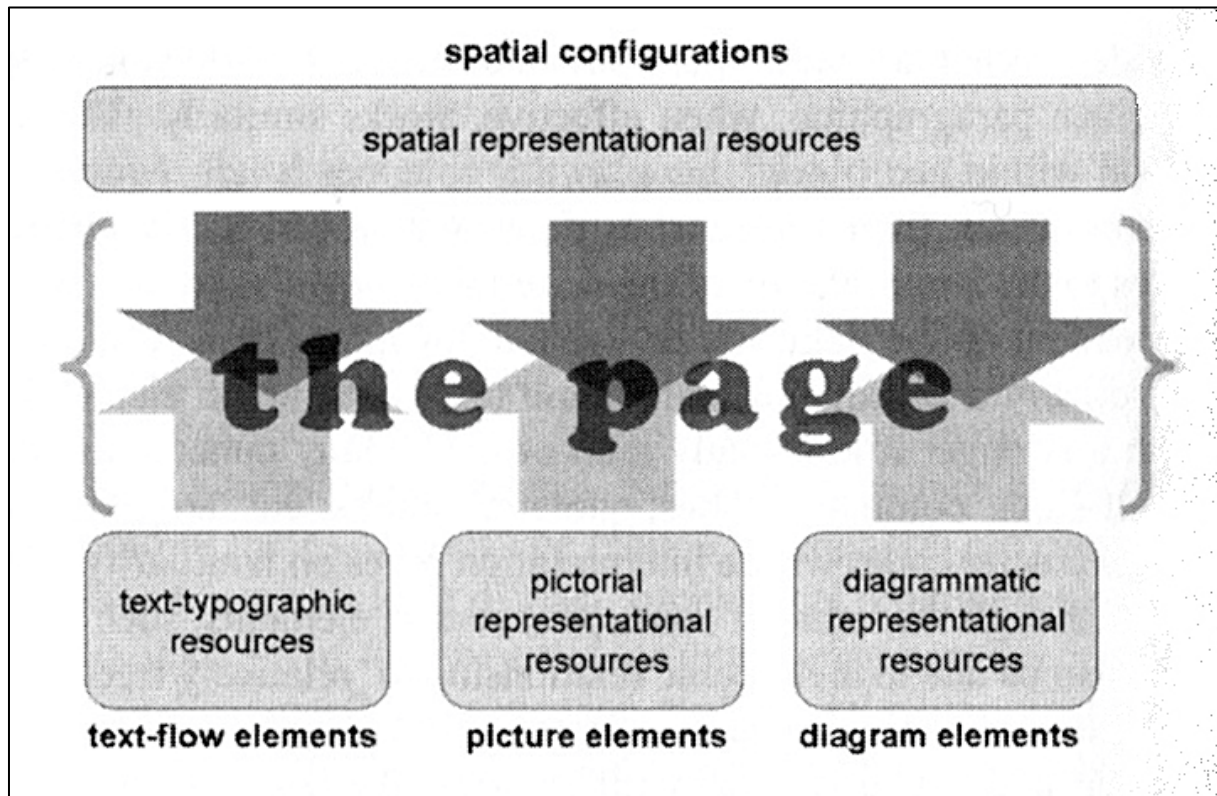 spatial configurations
spatial representational resources
the page
text-typographic
resources
pictorial
representational
resources
diagrammatic
representational
resources
text-flow elements
picture elements
diagram elements